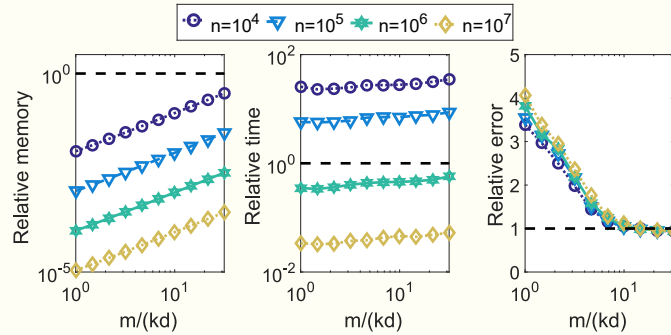 n=10⁴ n=10⁵ n=10⁶ n=10⁷
Relative memory
10⁰
10⁻⁵
10⁰ 10¹
m/(kd)
Relative time
10²
10⁰
10⁻²
10⁰ 10¹
m/(kd)
Relative error
5
4
3
2
1
0
10⁰ 10¹
m/(kd)